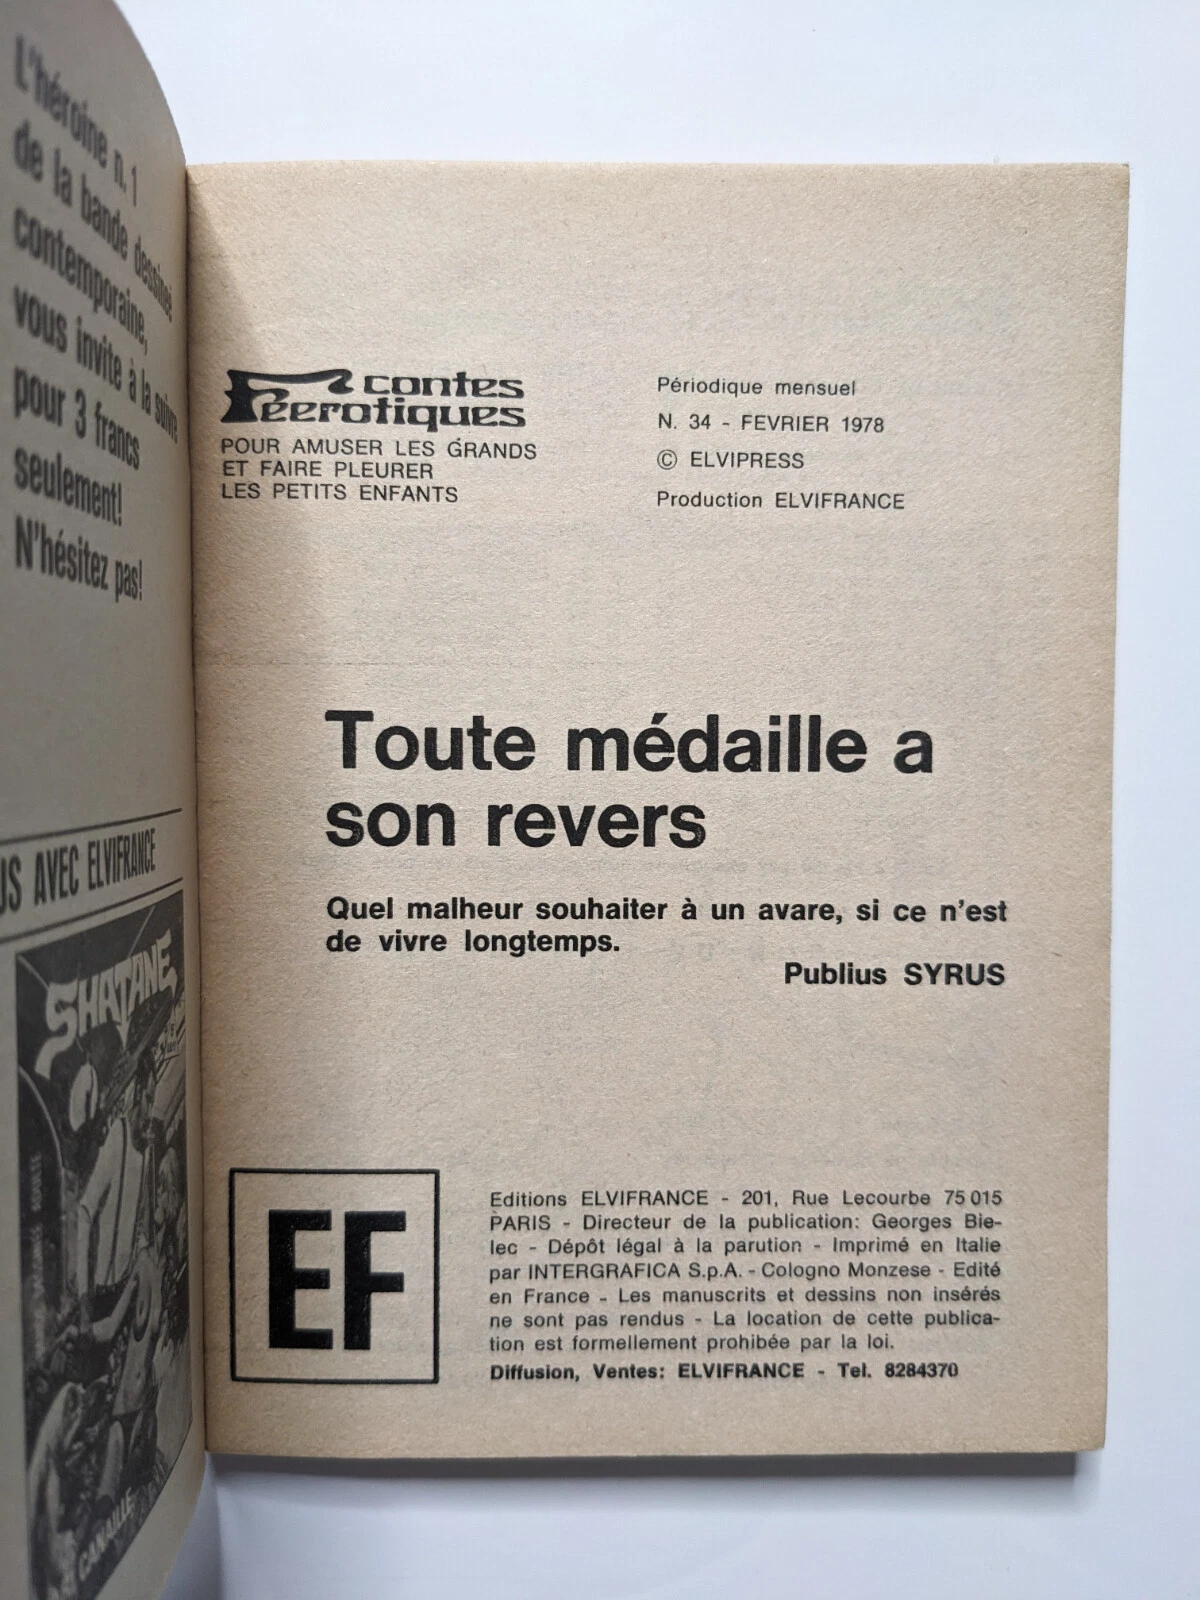 L'héroine n. 1
de la bande dessinée
contemporaine,
vous invite à la suivre
pour 3 francs
seulement!
N'hésitez pas!
US AVEC ELVIFRANCE
SHATANE
CANAILLE
contes
Féerotiques
POUR AMUSER LES GRANDS
ET FAIRE PLEURER
LES PETITS ENFANTS
Périodique mensuel
N. 34 - FEVRIER 1978
© ELVIPRESS
Production ELVIFRANCE
Toute médaille a
son revers
Quel malheur souhaiter à un avare, si ce n'est
de vivre longtemps.
Publius SYRUS
EF
Editions ELVIFRANCE - 201, Rue Lecourbe 75 015
PARIS - Directeur de la publication: Georges Bie-
lec - Dépôt légal à la parution - Imprimé en Italie
par INTERGRAFICA S.p.A. - Cologno Monzese - Edité
en France - Les manuscrits et dessins non insérés
ne sont pas rendus - La location de cette publica-
tion est formellement prohibée par la loi.
Diffusion, Ventes: ELVIFRANCE - Tel. 8284370